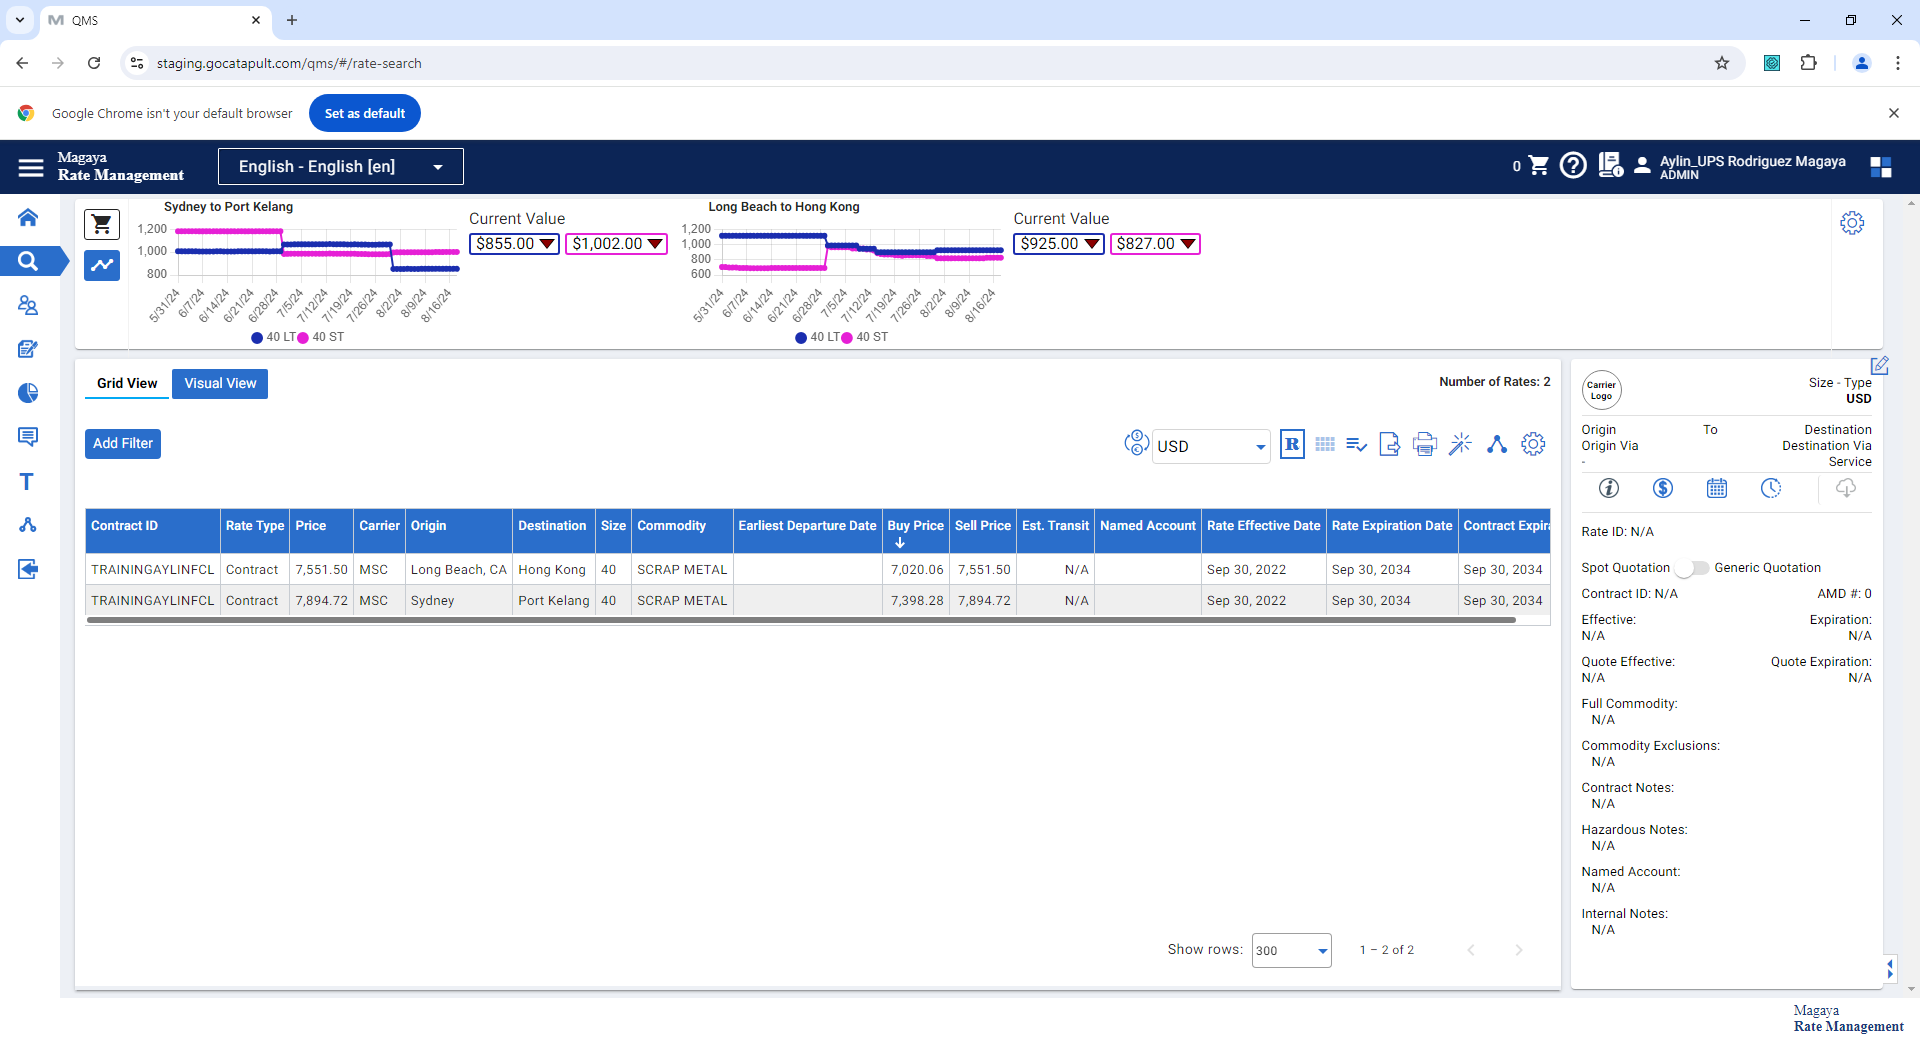 QMS
staging.gocatapult.com/qms/#/rate-search
Google Chrome isn't your default browser
Set as default
Magaya
Rate Management
English - English [en]
0
Aylin_UPS Rodriguez Magaya
ADMIN
Sydney to Port Kelang
1,200
1,000
800
5/31/24 6/7/24 6/14/24 6/21/24 6/28/24 7/5/24 7/12/24 7/19/24 7/26/24 8/2/24 8/9/24 8/16/24
40 LT 40 ST
Current Value
$855.00 $1,002.00
Long Beach to Hong Kong
1,200
1,000
800
600
5/31/24 6/7/24 6/14/24 6/21/24 6/28/24 7/5/24 7/12/24 7/19/24 7/26/24 8/2/24 8/9/24 8/16/24
40 LT 40 ST
Current Value
$925.00 $827.00
Grid View Visual View
Number of Rates: 2
Add Filter
USD
R
Contract ID Rate Type Price Carrier Origin Destination Size Commodity Earliest Departure Date Buy Price Sell Price Est. Transit Named Account Rate Effective Date Rate Expiration Date Contract Expira
TRAININGAYLINFCL Contract 7,551.50 MSC Long Beach, CA Hong Kong 40 SCRAP METAL 7,020.06 7,551.50 N/A Sep 30, 2022 Sep 30, 2034 Sep 30, 2034
TRAININGAYLINFCL Contract 7,894.72 MSC Sydney Port Kelang 40 SCRAP METAL 7,398.28 7,894.72 N/A Sep 30, 2022 Sep 30, 2034 Sep 30, 2034
Show rows: 300 1 – 2 of 2
Carrier
Logo
Size - Type
USD
Origin To Destination
Origin Via Destination Via
- Service
Rate ID: N/A
Spot Quotation Generic Quotation
Contract ID: N/A AMD #: 0
Effective: Expiration:
N/A N/A
Quote Effective: Quote Expiration:
N/A N/A
Full Commodity:
N/A
Commodity Exclusions:
N/A
Contract Notes:
N/A
Hazardous Notes:
N/A
Named Account:
N/A
Internal Notes:
N/A
Magaya
Rate Management